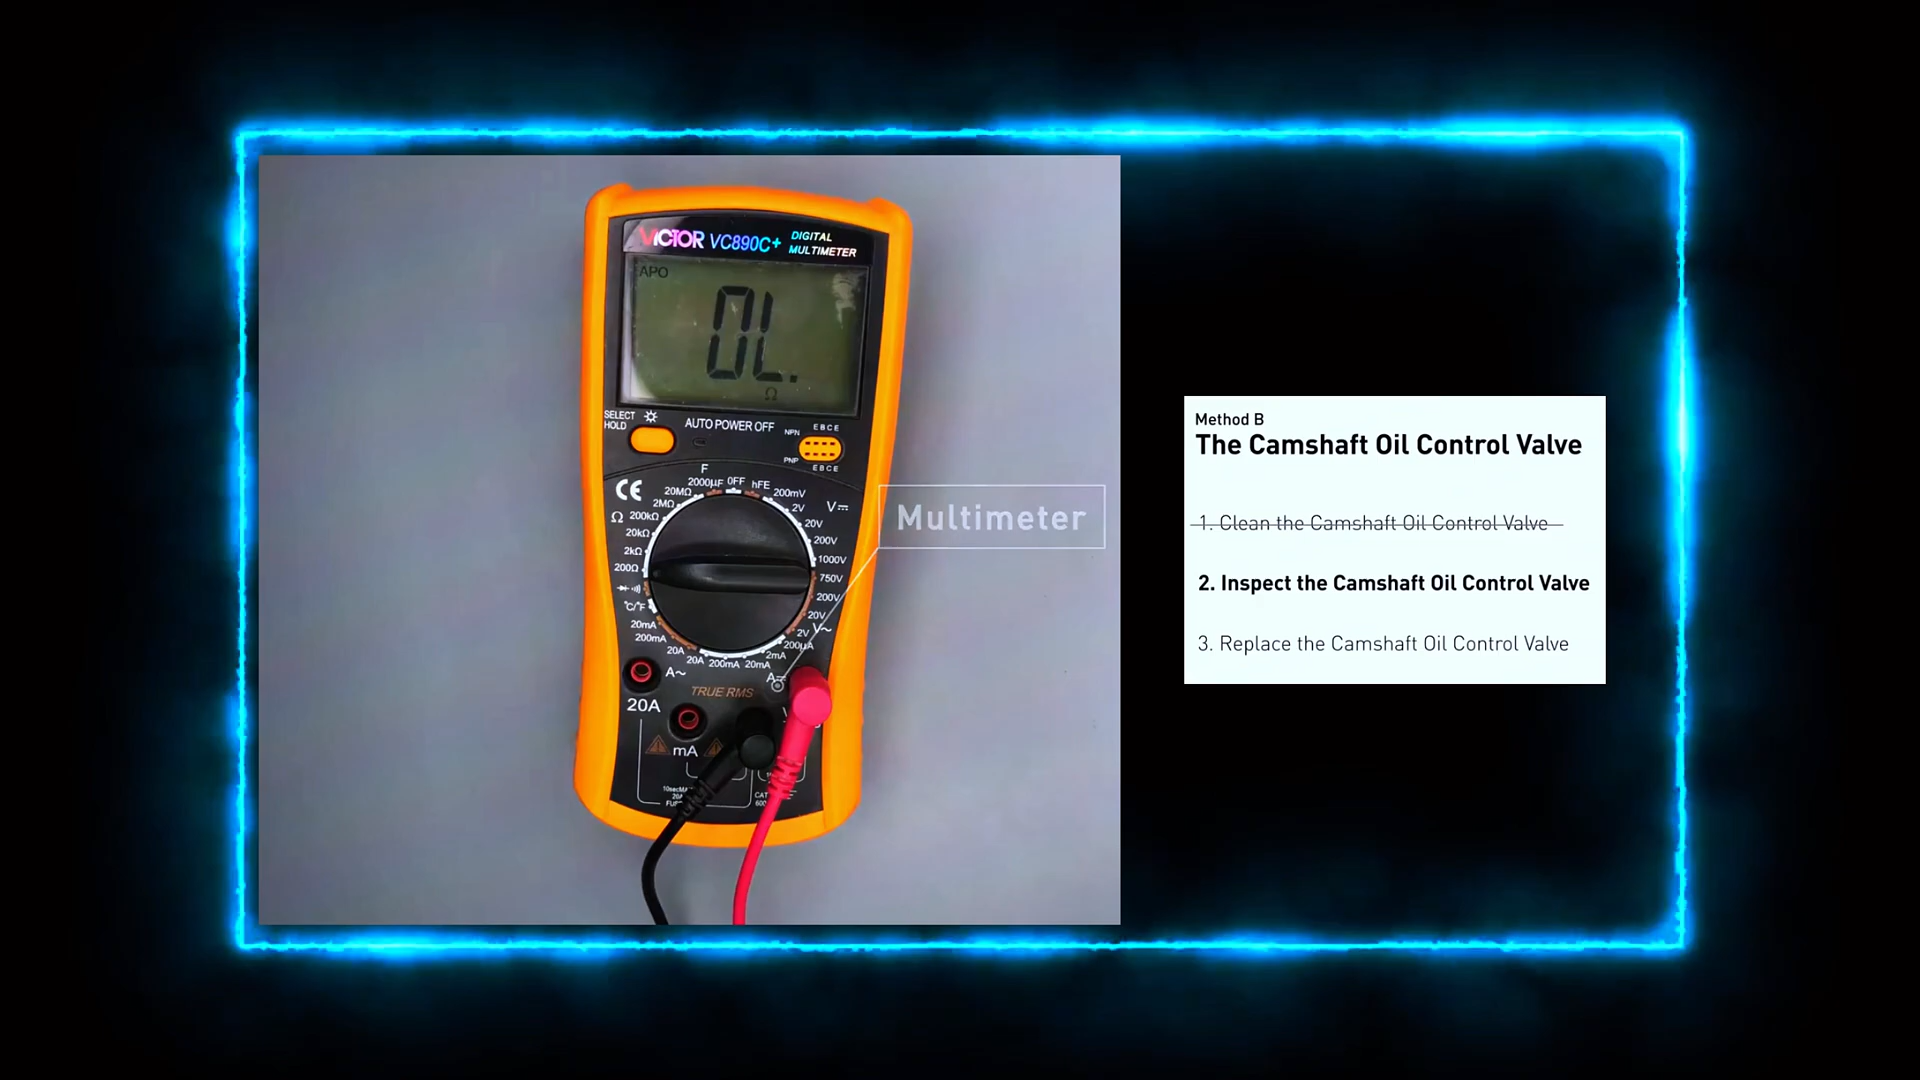 VICTOR VC890C+ DIGITAL MULTIMETER
APO
OL.
Ω
SELECT
HOLD
AUTO POWER OFF
NPN
EBCE
PNP
EBCE
F
2000µF
OFF
hFE
200mV
2V
20V
200V
1000V
750V
200V
20V
2V
200µA
2mA
20mA
200mA
20A
20A
200mA
20mA
°C/°F
200Ω
2kΩ
20kΩ
200kΩ
2MΩ
20MΩ
CE
Ω
V
V~
A~
A
20A
TRUE RMS
mA
10secMAX
20A
CAT
Multimeter
Method B
The Camshaft Oil Control Valve
1. Clean the Camshaft Oil Control Valve
2. Inspect the Camshaft Oil Control Valve
3. Replace the Camshaft Oil Control Valve